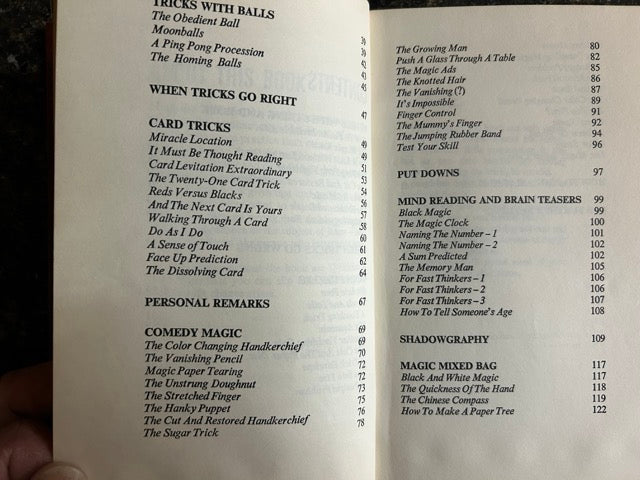 TRICKS WITH BALLS
The Obedient Ball 39
Moonballs 42
A Ping Pong Procession 43
The Homing Balls 45
WHEN TRICKS GO RIGHT 47
CARD TRICKS 49
Miracle Location 49
It Must Be Thought Reading 51
Card Levitation Extraordinary 53
The Twenty-One Card Trick 54
Reds Versus Blacks 56
And The Next Card Is Yours 57
Walking Through A Card 58
Do As I Do 60
A Sense of Touch 61
Face Up Prediction 62
The Dissolving Card 64
PERSONAL REMARKS 67
COMEDY MAGIC 69
The Color Changing Handkerchief 69
The Vanishing Pencil 70
Magic Paper Tearing 72
The Unstrung Doughnut 72
The Stretched Finger 73
The Hanky Puppet 75
The Cut And Restored Handkerchief 76
The Sugar Trick 78
The Growing Man 80
Push A Glass Through A Table 82
The Magic Ads 85
The Knotted Hair 86
The Vanishing (?) 87
It's Impossible 89
Finger Control 91
The Mummy's Finger 92
The Jumping Rubber Band 94
Test Your Skill 96
PUT DOWNS 97
MIND READING AND BRAIN TEASERS 99
Black Magic 99
The Magic Clock 100
Naming The Number – 1 101
Naming The Number – 2 102
A Sum Predicted 102
The Memory Man 105
For Fast Thinkers – 1 106
For Fast Thinkers – 2 106
For Fast Thinkers – 3 107
How To Tell Someone's Age 108
SHADOWGRAPHY 109
MAGIC MIXED BAG 117
Black And White Magic 117
The Quickness Of The Hand 118
The Chinese Compass 119
How To Make A Paper Tree 122